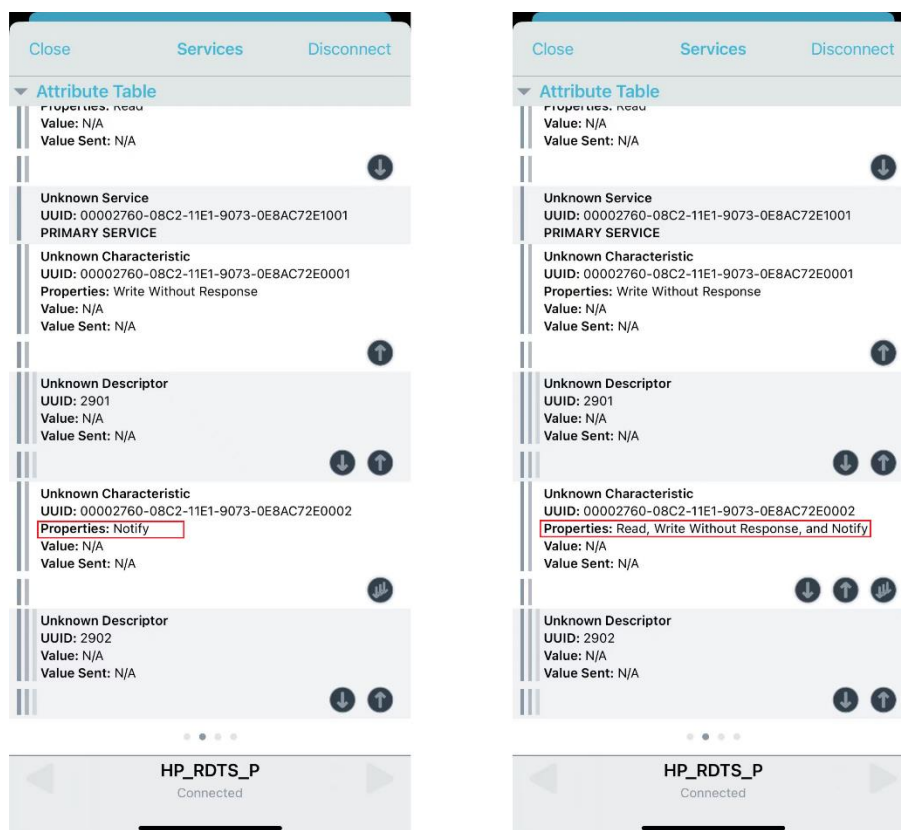 Close Services Disconnect
Attribute Table
Properties: Read
Value: N/A
Value Sent: N/A
Unknown Service
UUID: 00002760-08C2-11E1-9073-0E8AC72E1001
PRIMARY SERVICE
Unknown Characteristic
UUID: 00002760-08C2-11E1-9073-0E8AC72E0001
Properties: Write Without Response
Value: N/A
Value Sent: N/A
Unknown Descriptor
UUID: 2901
Value: N/A
Value Sent: N/A
Unknown Characteristic
UUID: 00002760-08C2-11E1-9073-0E8AC72E0002
Properties: Notify
Value: N/A
Value Sent: N/A
Unknown Descriptor
UUID: 2902
Value: N/A
Value Sent: N/A
HP_RDTS_P
Connected
Close Services Disconnect
Attribute Table
Properties: Read
Value: N/A
Value Sent: N/A
Unknown Service
UUID: 00002760-08C2-11E1-9073-0E8AC72E1001
PRIMARY SERVICE
Unknown Characteristic
UUID: 00002760-08C2-11E1-9073-0E8AC72E0001
Properties: Write Without Response
Value: N/A
Value Sent: N/A
Unknown Descriptor
UUID: 2901
Value: N/A
Value Sent: N/A
Unknown Characteristic
UUID: 00002760-08C2-11E1-9073-0E8AC72E0002
Properties: Read, Write Without Response, and Notify
Value: N/A
Value Sent: N/A
Unknown Descriptor
UUID: 2902
Value: N/A
Value Sent: N/A
HP_RDTS_P
Connected